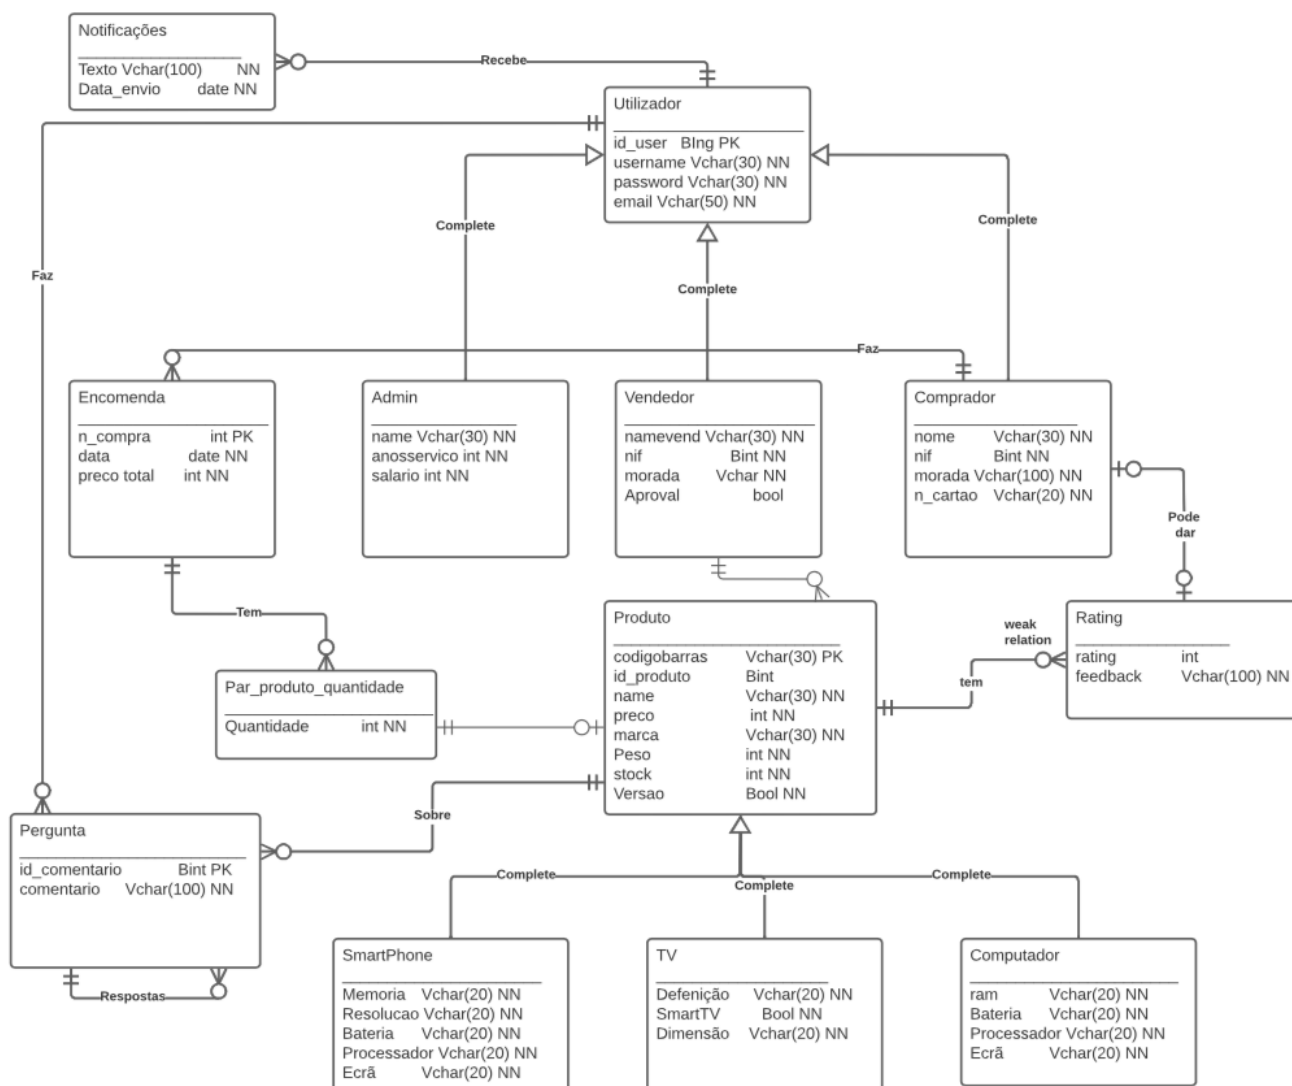 Notificações
Texto Vchar(100) NN
Data_envio date NN
Recebe
Utilizador
id_user BIng PK
username Vchar(30) NN
password Vchar(30) NN
email Vchar(50) NN
Complete
Complete
Complete
Faz
Faz
Encomenda
n_compra int PK
data date NN
preco total int NN
Admin
name Vchar(30) NN
anosservico int NN
salario int NN
Vendedor
namevend Vchar(30) NN
nif Bint NN
morada Vchar NN
Aproval bool
Comprador
nome Vchar(30) NN
nif Bint NN
morada Vchar(100) NN
n_cartao Vchar(20) NN
Pode
dar
Tem
Produto
codigobarras Vchar(30) PK
id_produto Bint
name Vchar(30) NN
preco int NN
marca Vchar(30) NN
Peso int NN
stock int NN
Versao Bool NN
weak
relation
tem
Rating
rating int
feedback Vchar(100) NN
Par_produto_quantidade
Quantidade int NN
Sobre
Pergunta
id_comentario Bint PK
comentario Vchar(100) NN
Respostas
Complete
Complete
Complete
SmartPhone
Memoria Vchar(20) NN
Resolucao Vchar(20) NN
Bateria Vchar(20) NN
Processador Vchar(20) NN
Ecrã Vchar(20) NN
TV
Defenição Vchar(20) NN
SmartTV Bool NN
Dimensão Vchar(20) NN
Computador
ram Vchar(20) NN
Bateria Vchar(20) NN
Processador Vchar(20) NN
Ecrã Vchar(20) NN